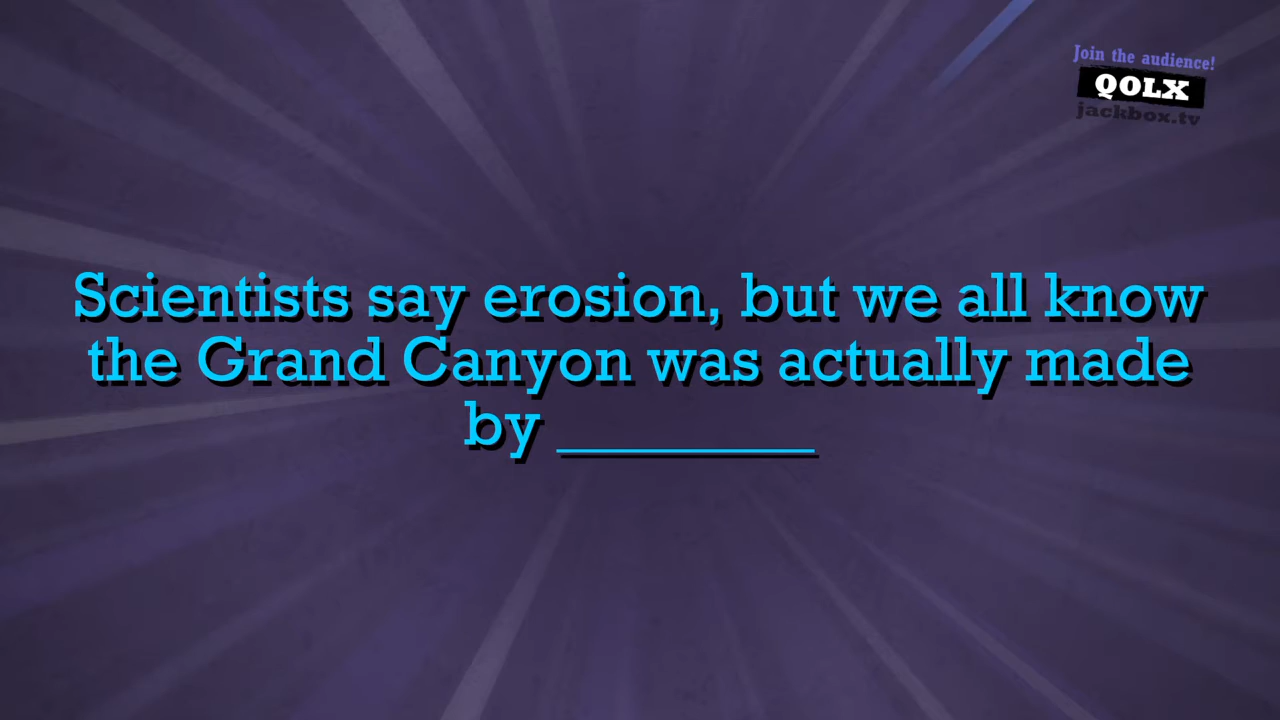 Join the audience!
QOLX
jackbox.tv
Scientists say erosion, but we all know
the Grand Canyon was actually made
by _________